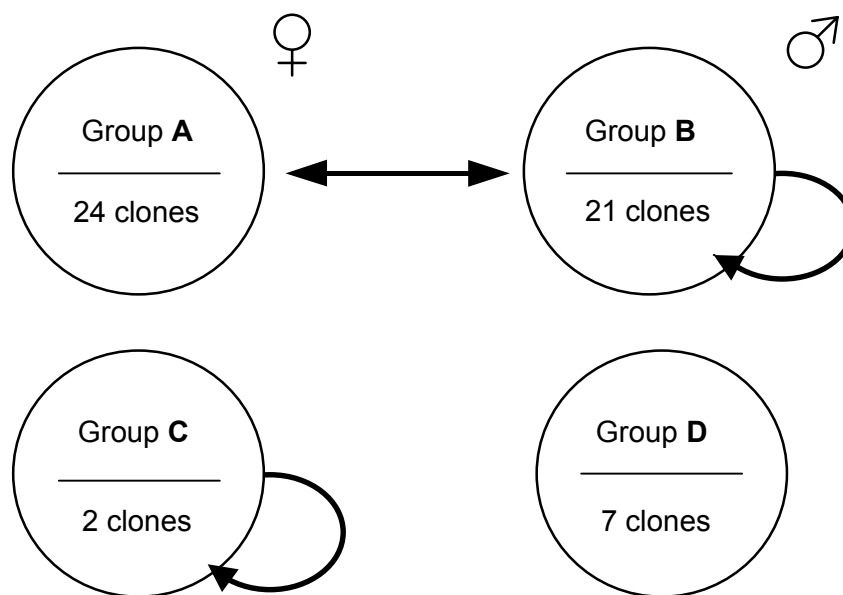 ♀
♂
Group A
24 clones
Group B
21 clones
Group C
2 clones
Group D
7 clones